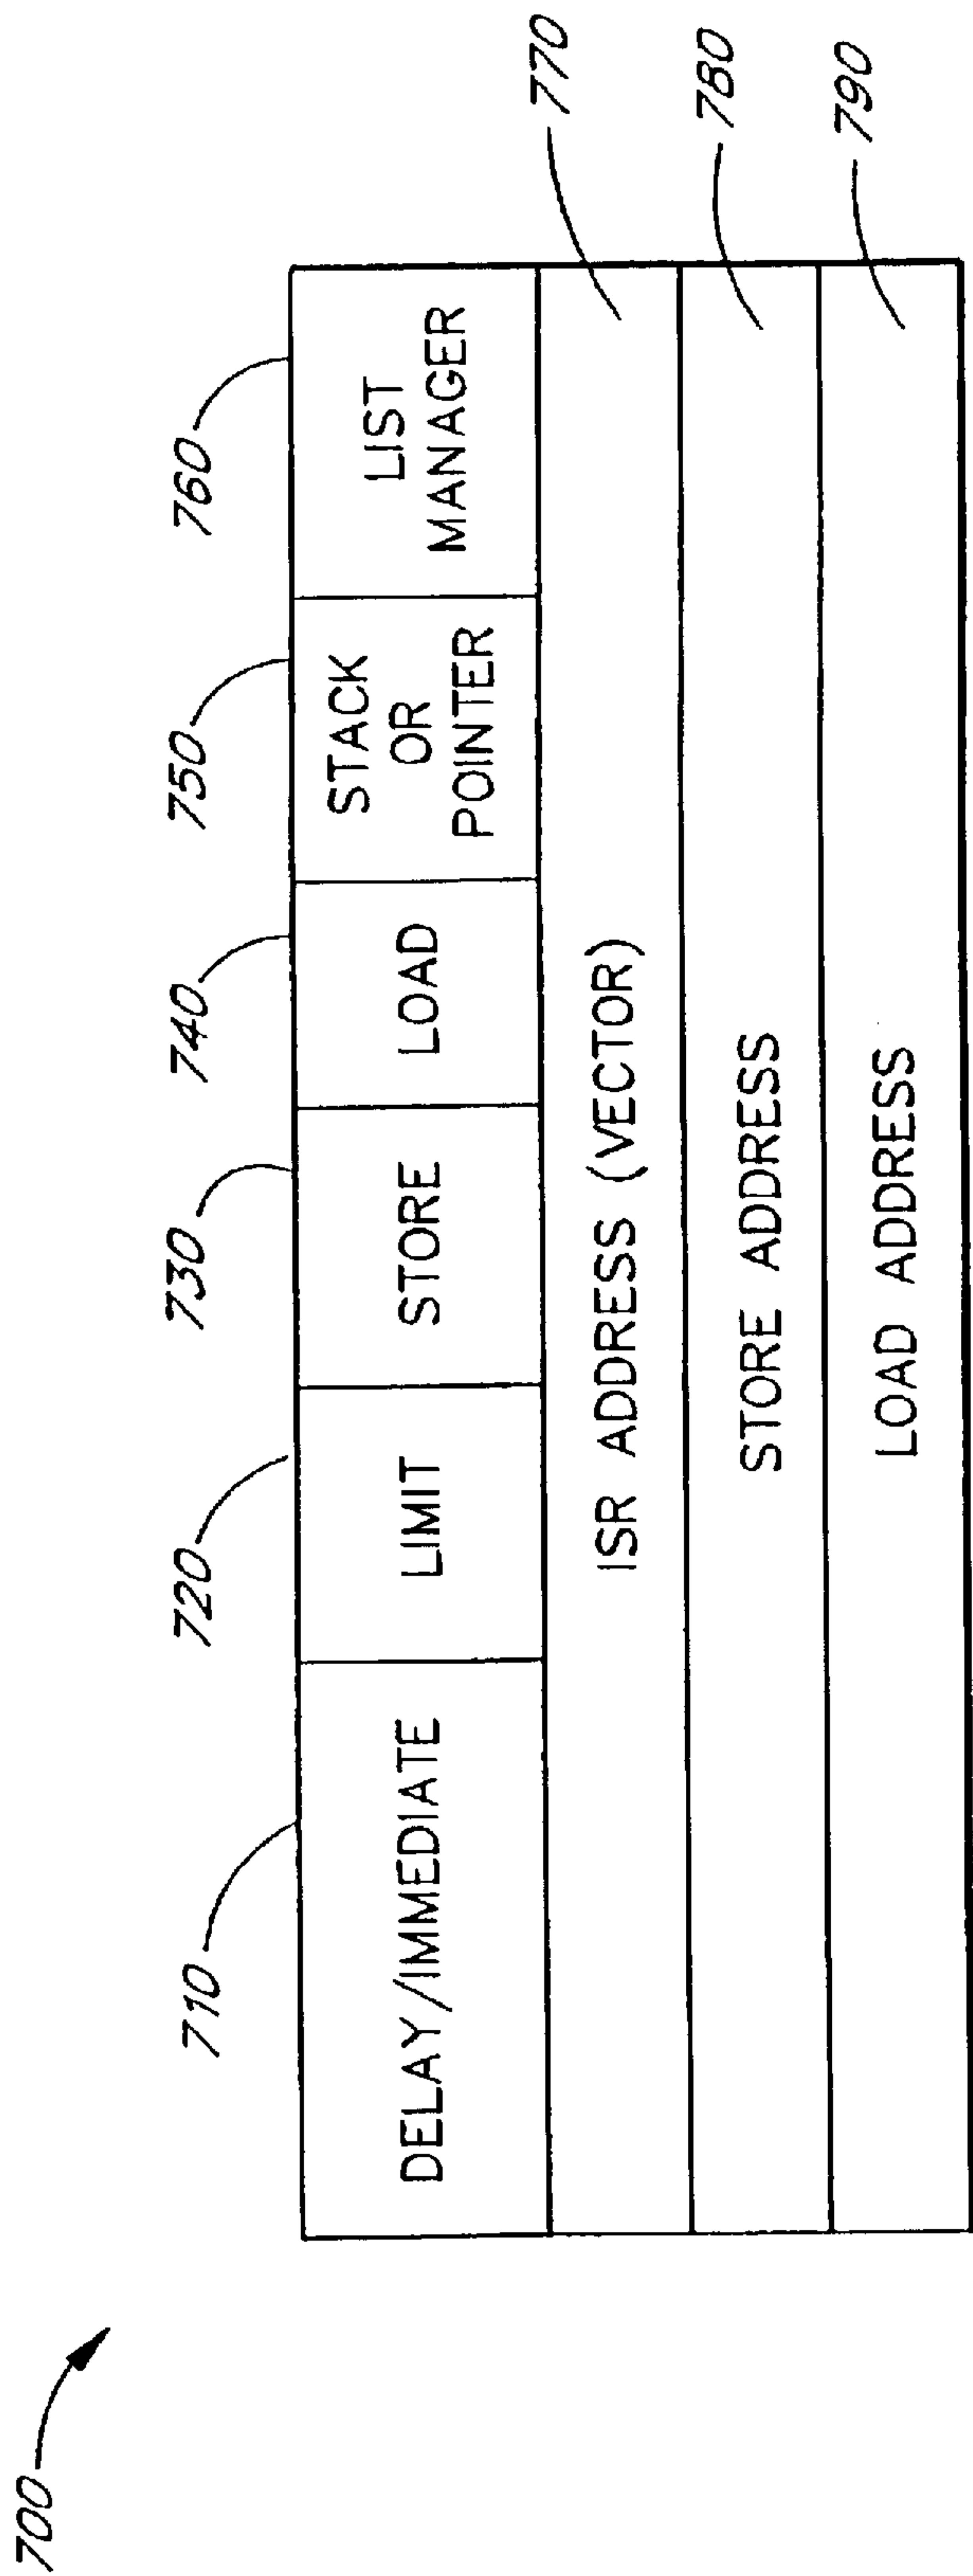 700
710
720
730
740
750
760
DELAY/IMMEDIATE
LIMIT
STORE
LOAD
STACK
OR
POINTER
LIST
MANAGER
ISR ADDRESS (VECTOR)
770
STORE ADDRESS
780
LOAD ADDRESS
790